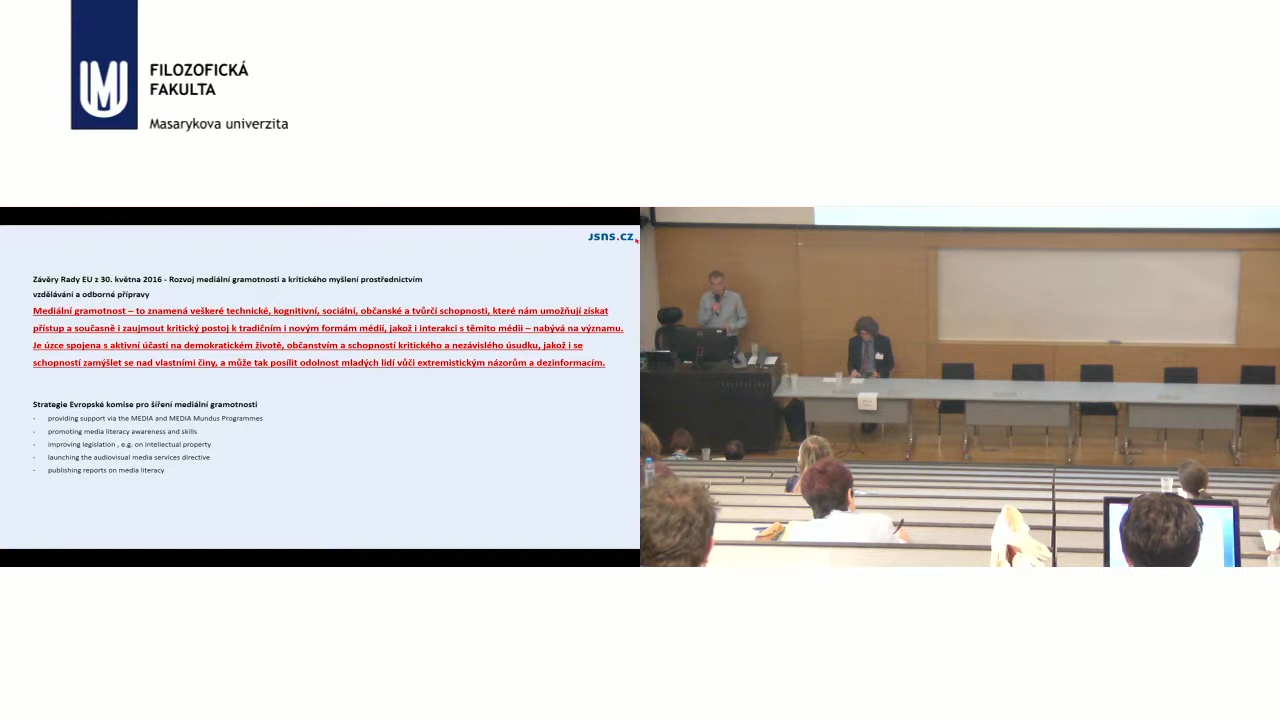 FILOZOFICKÁ
FAKULTA
Masarykova univerzita
JSNS.CZ
Závěry Rady EU z 30. května 2016 - Rozvoj mediální gramotnosti a kritického myšlení prostřednictvím
vzdělávání a odborné přípravy
Mediální gramotnost – to znamená veškeré technické, kognitivní, sociální, občanské a tvůrčí schopnosti, které nám umožňují získat
přístup a současně i zaujmout kritický postoj k tradičním i novým formám médií, jakož i interakci s těmito médii – nabývá na významu.
Je úzce spojena s aktivní účastí na demokratickém životě, občanstvím a schopností kritického a nezávislého úsudku, jakož i se
schopností zamýšlet se nad vlastními činy, a může tak posílit odolnost mladých lidí vůči extremistickým názorům a dezinformacím.
Strategie Evropské komise pro šíření mediální gramotnosti
- providing support via the MEDIA and MEDIA Mundus Programmes
- promoting media literacy awareness and skills
- improving legislation , e.g. on intellectual property
- launching the audiovisual media services directive
- publishing reports on media literacy